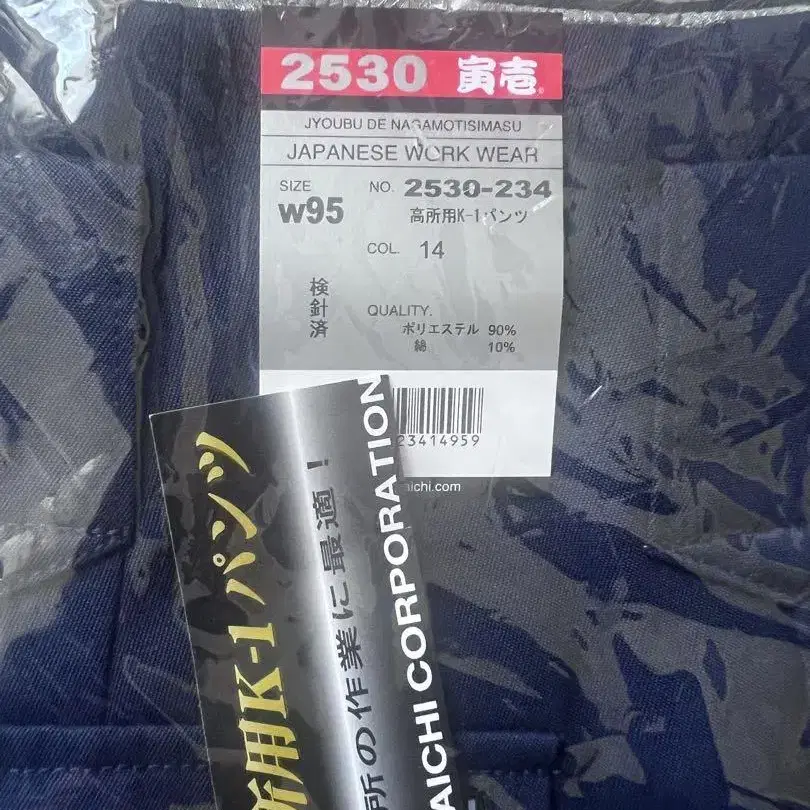 2530 寅壱®
JYOUBU DE NAGAMOTISIMASU
JAPANESE WORK WEAR
SIZE NO. 2530-234
w95 高所用K-1パンツ
COL. 14
検針済
QUALITY.
ポリエステル 90%
綿 10%
23414959
aichi.com
所用K-1パンツ
所の作業に最適！
AICHI CORPORATION